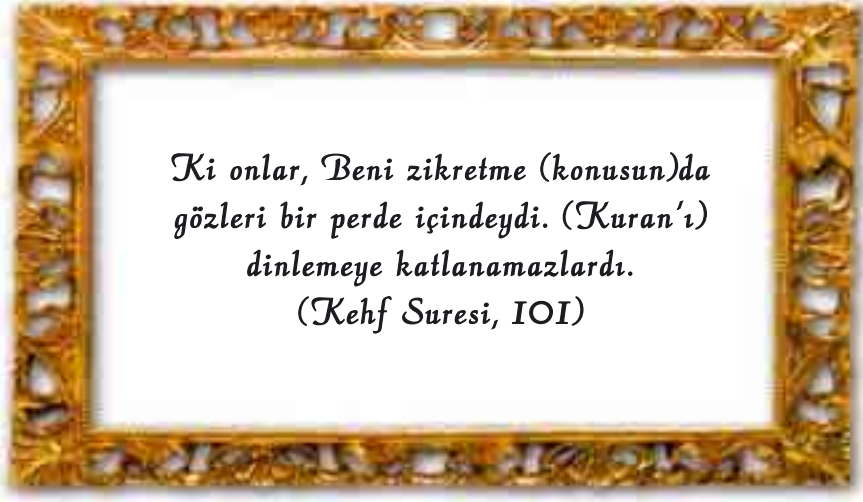 Ki onlar, Beni zikretme (konusun)da
gözleri bir perde içindeydi. (Kuran'ı)
dinlemeye katlanamazlardı.
(Kehf Suresi, 101)